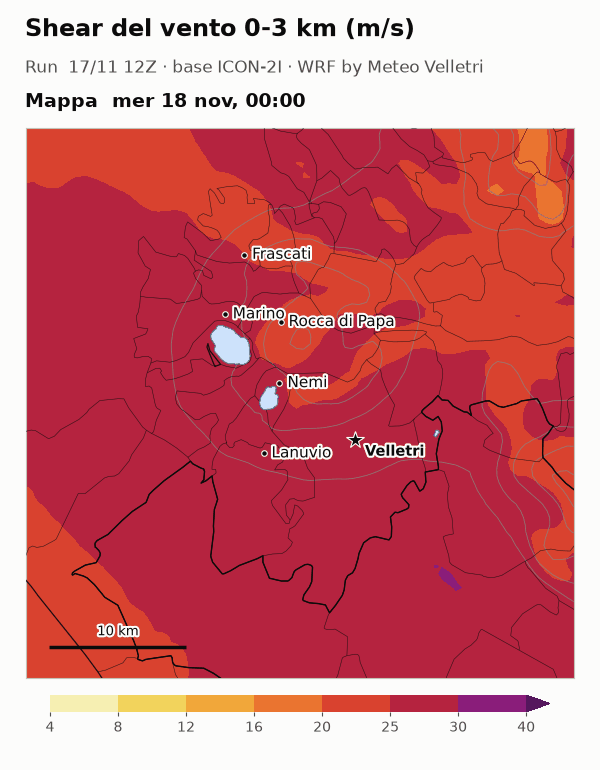 Shear del vento 0-3 km (m/s)
Run  17/11 12Z · base ICON-2I · WRF by Meteo Velletri
Mappa  mer 18 nov, 00:00
Frascati
Marino
Rocca di Papa
Nemi
Velletri
Lanuvio
10 km
4 8 12 16 20 25 30 40